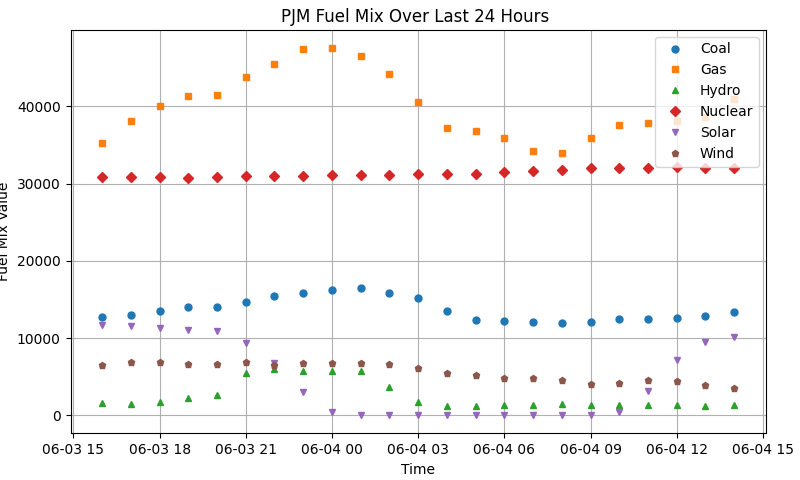 PJM Fuel Mix Over Last 24 Hours
Coal
Gas
Hydro
Nuclear
Solar
Wind
40000
30000
20000
10000
0
Fuel Mix Value
06-03 15
06-03 18
06-03 21
06-04 00
06-04 03
06-04 06
06-04 09
06-04 12
06-04 15
Time